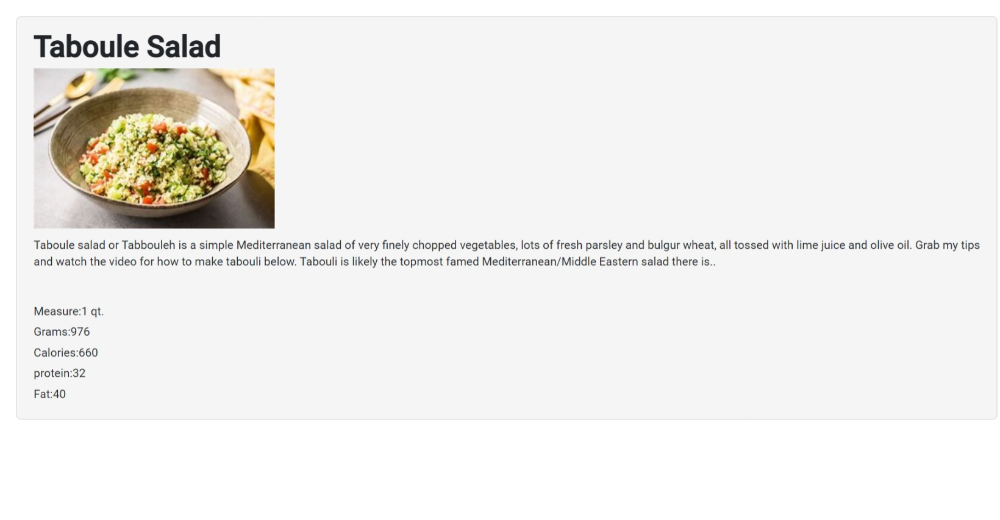 Taboule Salad
Taboule salad or Tabbouleh is a simple Mediterranean salad of very finely chopped vegetables, lots of fresh parsley and bulgur wheat, all tossed with lime juice and olive oil. Grab my tips
and watch the video for how to make tabouli below. Tabouli is likely the topmost famed Mediterranean/Middle Eastern salad there is..
Measure:1 qt.
Grams:976
Calories:660
protein:32
Fat:40